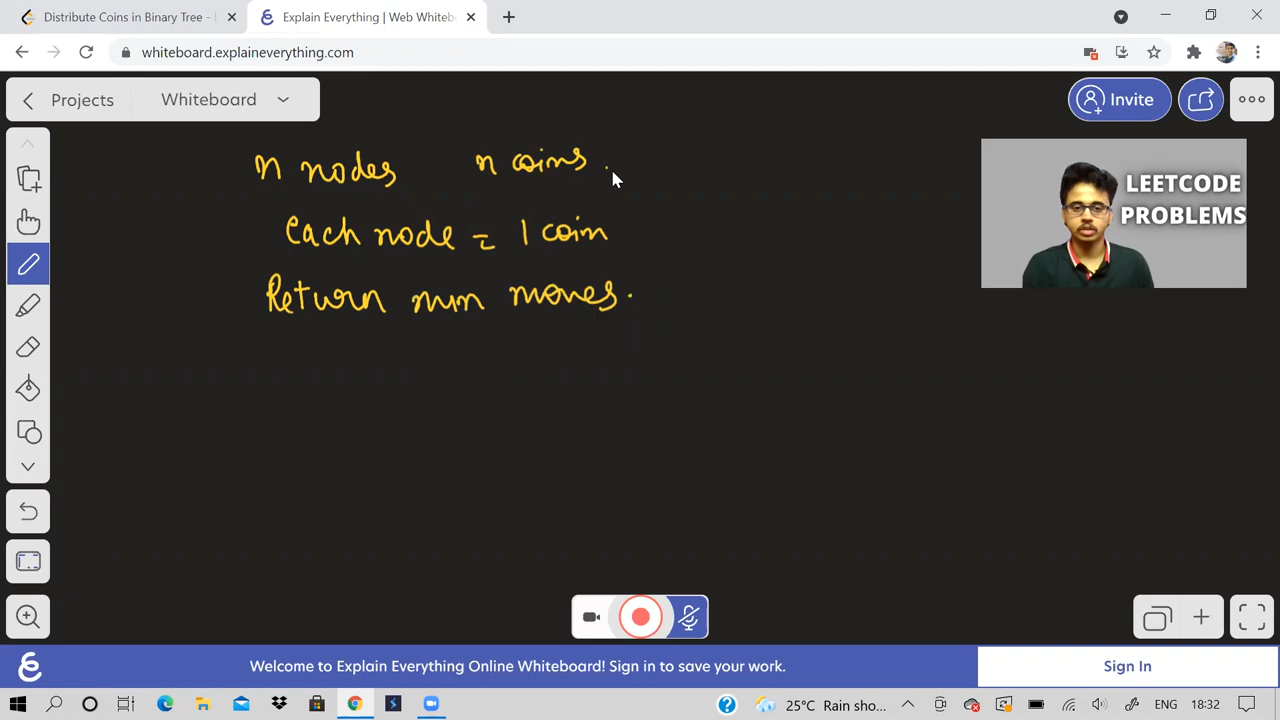 Distribute Coins in Binary Tree -
Explain Everything | Web Whiteb
whiteboard.explaineverything.com
Projects
Whiteboard
Invite
n nodes n coins.
LEETCODE
PROBLEMS
Each node = 1 coin
Return min moves.
Welcome to Explain Everything Online Whiteboard! Sign in to save your work.
Sign In
25°C Rain sho...
ENG
18:32